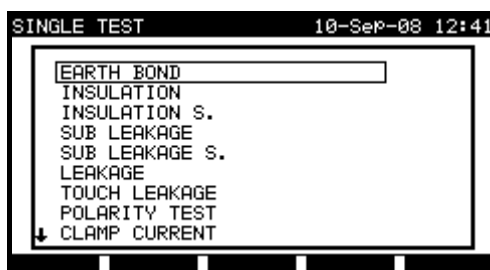 SINGLE TEST 10-Sep-08 12:41
EARTH BOND
INSULATION
INSULATION S.
SUB LEAKAGE
SUB LEAKAGE S.
LEAKAGE
TOUCH LEAKAGE
POLARITY TEST
CLAMP CURRENT